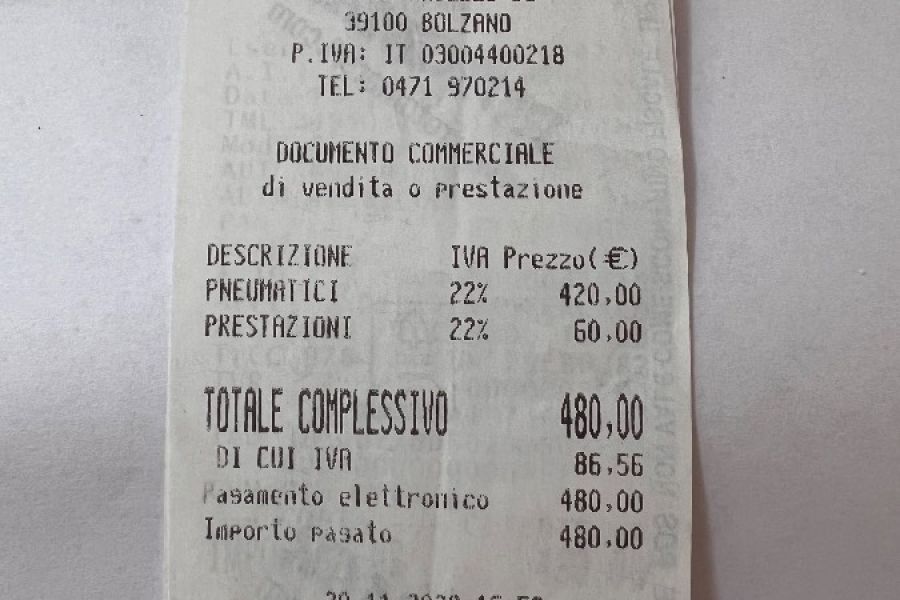 39100 BOLZANO
P.IVA: IT 03004400218
TEL: 0471 970214
DOCUMENTO COMMERCIALE
di vendita o prestazione
DESCRIZIONE IVA Prezzo(€)
PNEUMATICI 22% 420,00
PRESTAZIONI 22% 60,00
TOTALE COMPLESSIVO 480,00
DI CUI IVA 86,56
Pagamento elettronico 480,00
Importo pagato 480,00